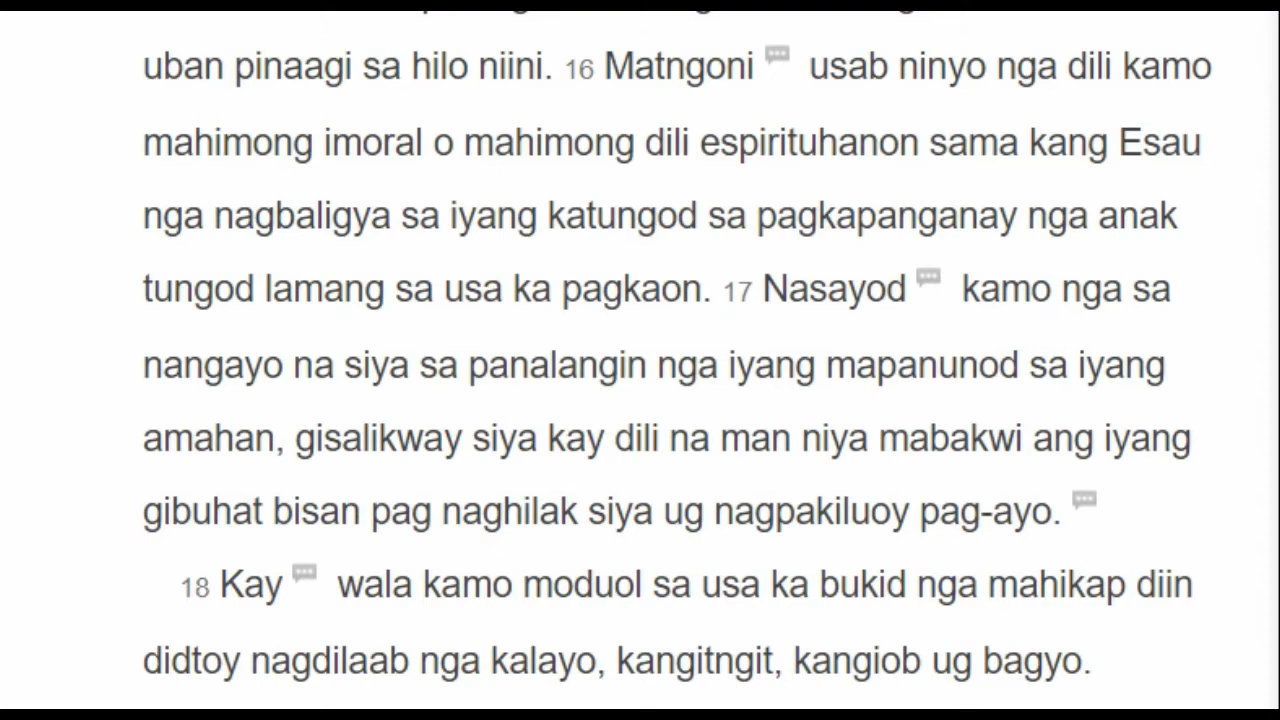 uban pinaagi sa hilo niini. 16 Matngoni usab ninyo nga dili kamo
mahimong imoral o mahimong dili espirituhanon sama kang Esau
nga nagbaligya sa iyang katungod sa pagkapanganay nga anak
tungod lamang sa usa ka pagkaon. 17 Nasayod kamo nga sa
nangayo na siya sa panalangin nga iyang mapanunod sa iyang
amahan, gisalikway siya kay dili na man niya mabakwi ang iyang
gibuhat bisan pag naghilak siya ug nagpakiluoy pag-ayo.
18 Kay wala kamo moduol sa usa ka bukid nga mahikap diin
didtoy nagdilaab nga kalayo, kangitngit, kangiob ug bagyo.